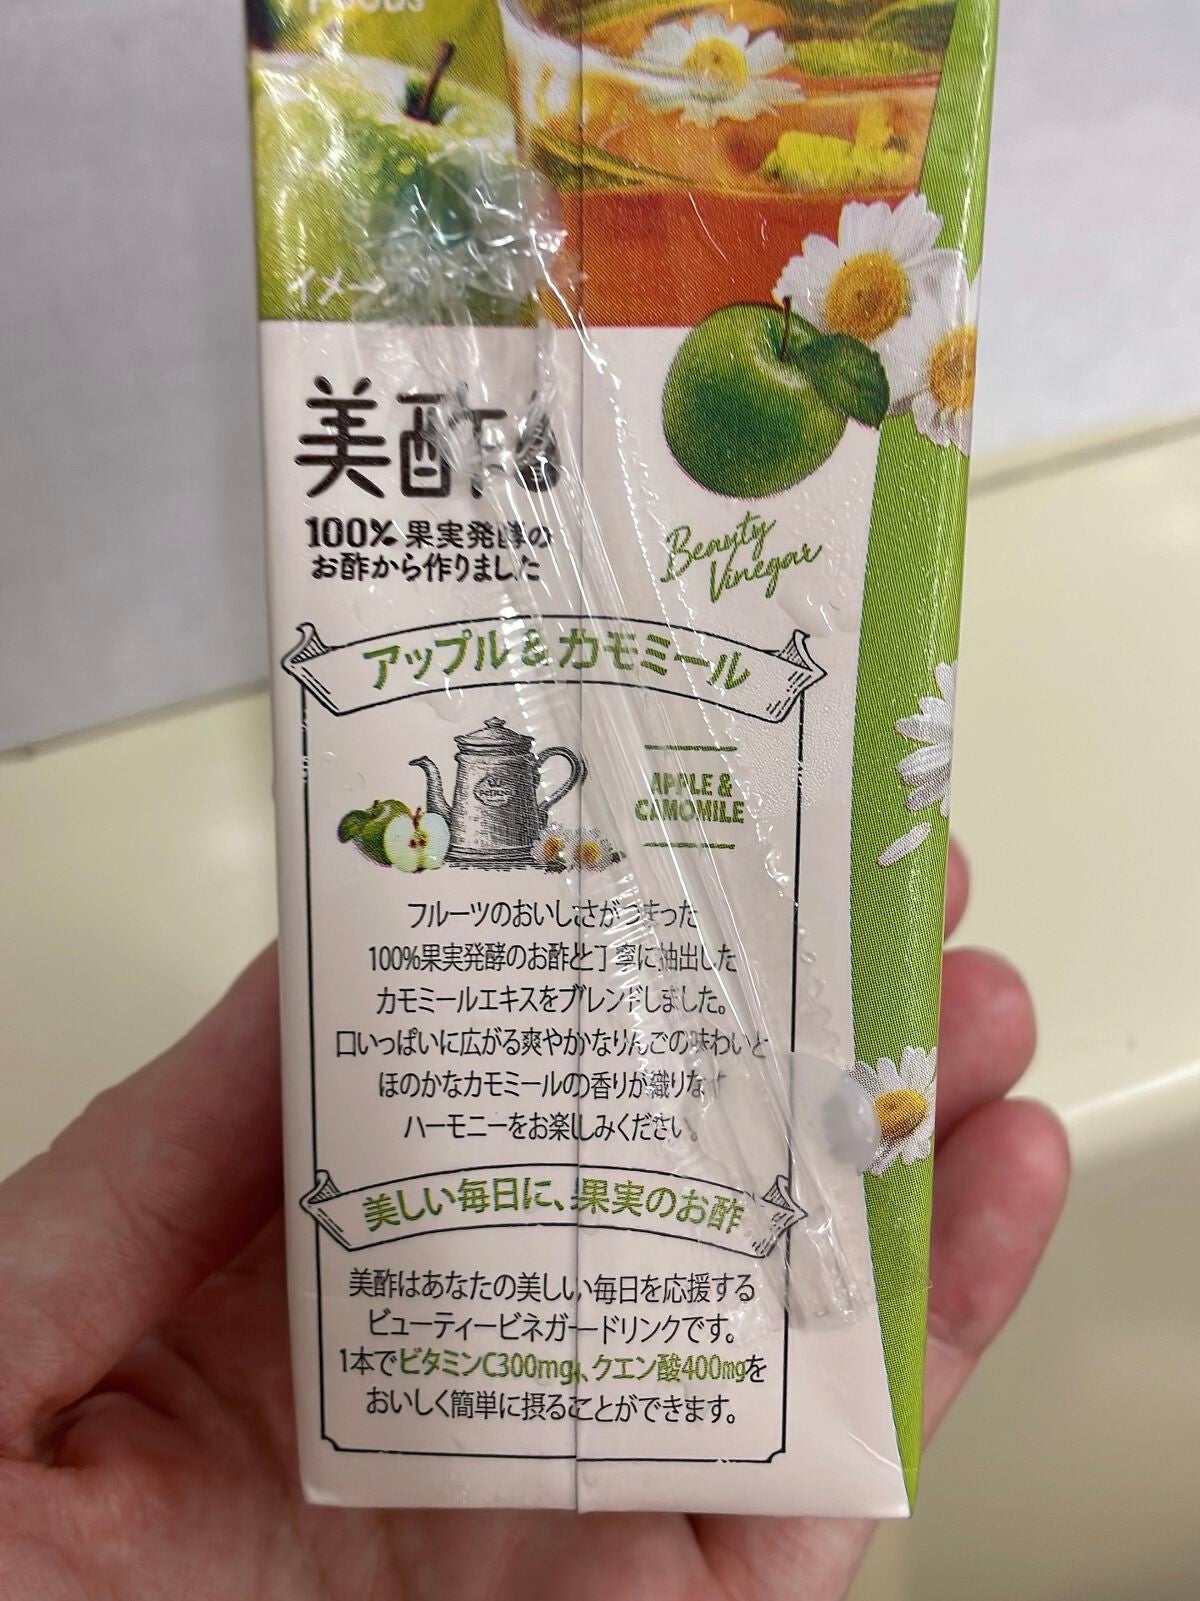 FOODS
イメージ
美酢
100%果実発酵の
お酢から作りました
Beauty
Vinegar
アップル&カモミール
APPLE &
CAMOMILE
フルーツのおいしさがつまった
100%果実発酵のお酢と丁寧に抽出した
カモミールエキスをブレンドしました。
口いっぱいに広がる爽やかなりんごの味わいと
ほのかなカモミールの香りが織りなす
ハーモニーをお楽しみください。
美しい毎日に、果実のお酢
美酢はあなたの美しい毎日を応援する
ビューティービネガードリンクです。
1本でビタミンC300mg、クエン酸400mgを
おいしく簡単に摂ることができます。